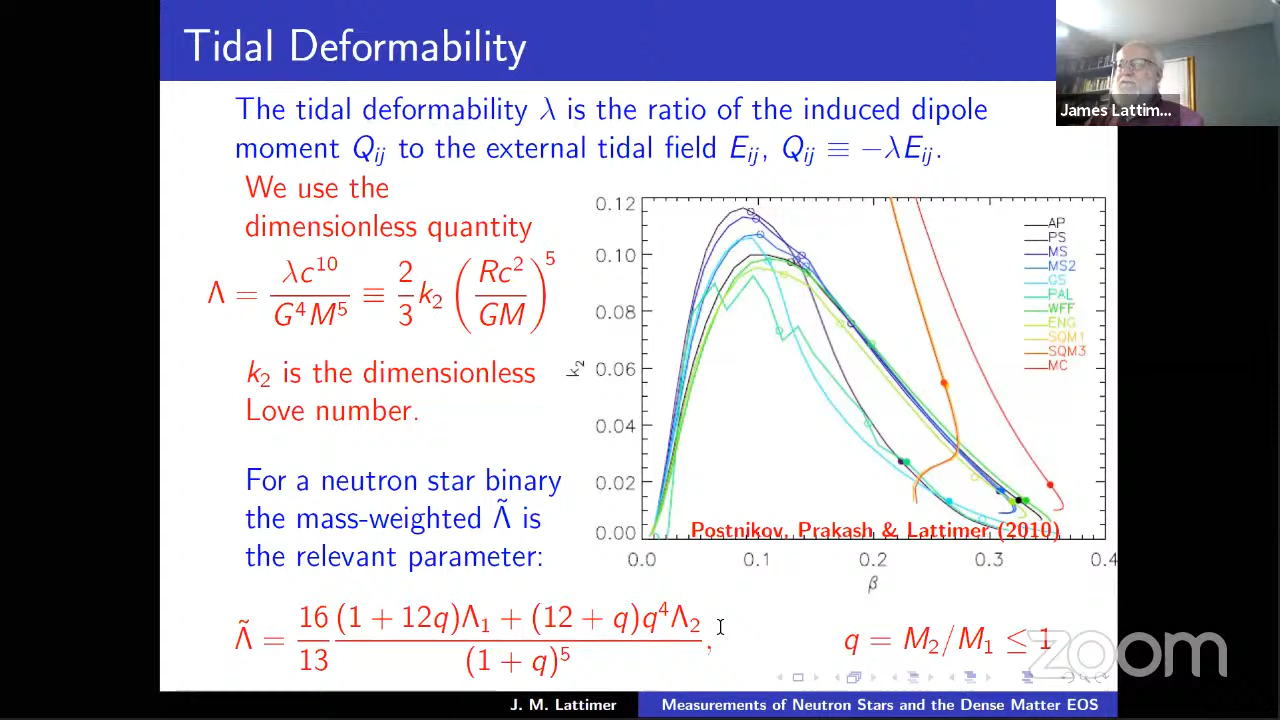 Tidal Deformability
James Lattim...
The tidal deformability λ is the ratio of the induced dipole
moment Q_ij to the external tidal field E_ij, Q_ij ≡ −λE_ij.
We use the
dimensionless quantity
Λ = λc^10 / G^4M^5 ≡ 2/3 k_2 (Rc^2 / GM)^5
k_2 is the dimensionless
Love number.
For a neutron star binary
the mass-weighted Λ̃ is
the relevant parameter:
0.12
0.10
0.08
0.06
0.04
0.02
0.00
k_2
0.0 0.1 0.2 0.3 0.4
β
AP
PS
MS
MS2
GS
PAL
WFF
ENG
SQM1
SQM3
MC
Postnikov, Prakash & Lattimer (2010)
Λ̃ = 16/13 (1 + 12q)Λ_1 + (12 + q)q^4Λ_2 / (1 + q)^5, q = M_2/M_1 ≤ 1
zoom
J. M. Lattimer Measurements of Neutron Stars and the Dense Matter EOS